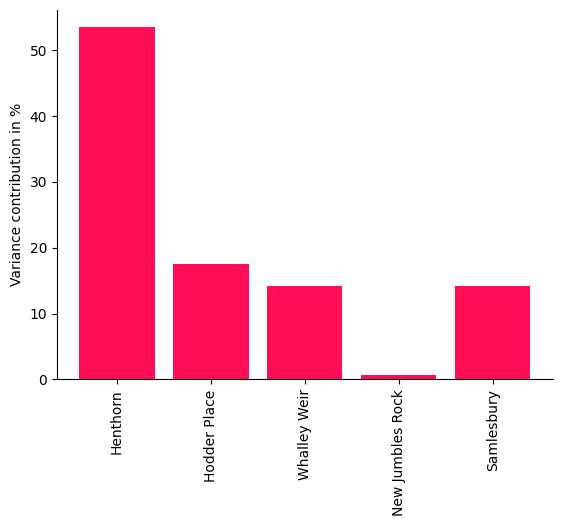 Variance contribution in %
50
40
30
20
10
0
Henthorn
Hodder Place
Whalley Weir
New Jumbles Rock
Samlesbury